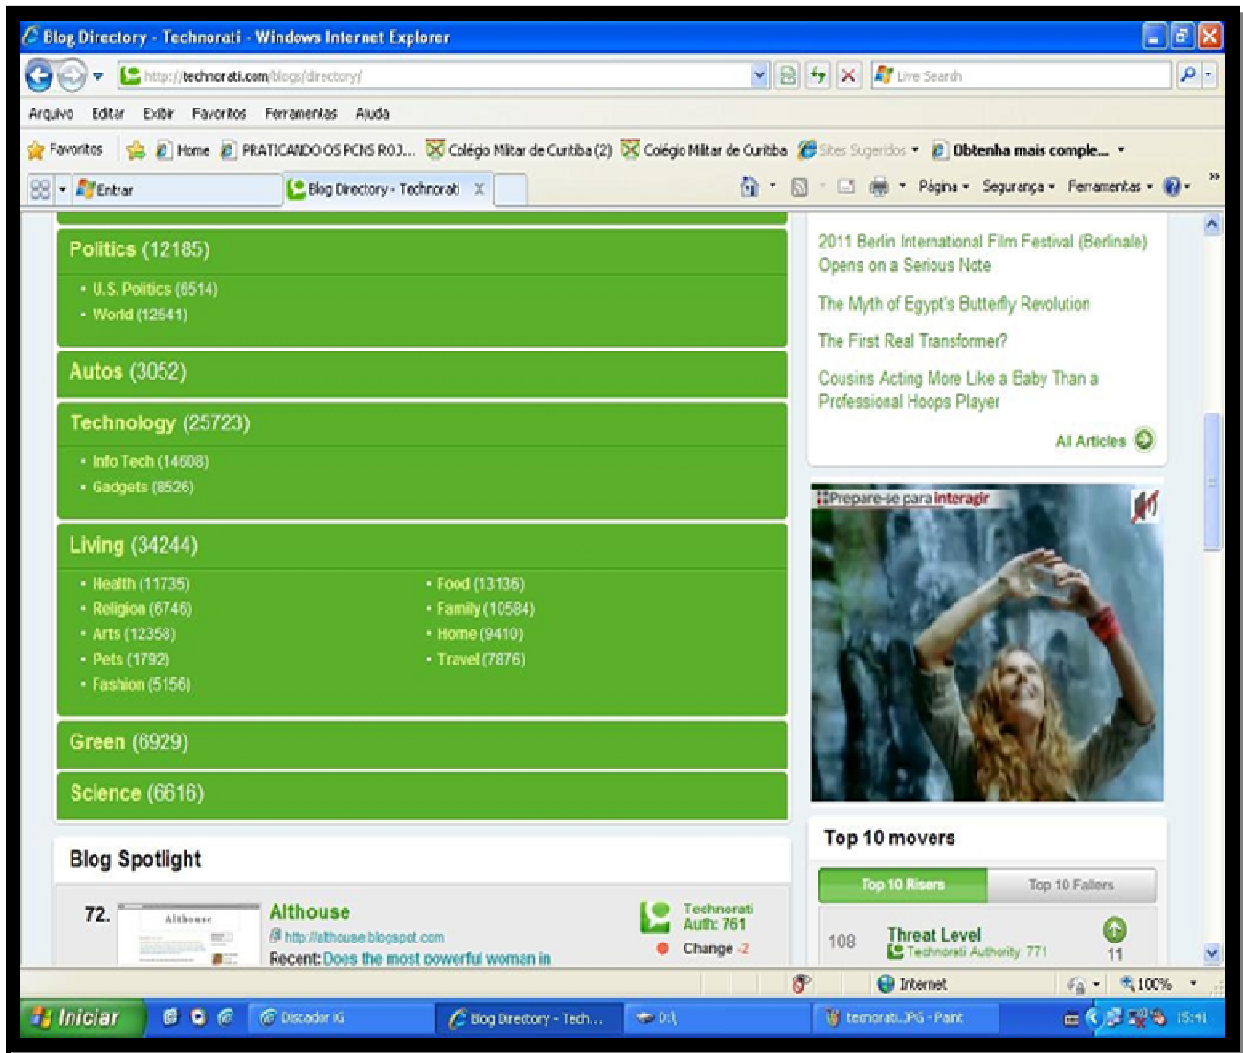 Blog Directory - Technorati - Windows Internet Explorer
http://technorati.com/blogs/directory/
Live Search
Arquivo Editar Exibir Favoritos Ferramentas Ajuda
Favoritos Home PRATICANDO OS PCNS ROJ... Colégio Militar de Curitiba (2) Colégio Militar de Curitiba Sites Sugeridos Obtenha mais comple...
Entrar Blog Directory - Technorati X Página Segurança Ferramentas
Politics (12185)
• U.S. Politics (6514)
• World (12641)
Autos (3052)
Technology (25723)
• Info Tech (14608)
• Gadgets (8526)
Living (34244)
• Health (11735)
• Religion (6746)
• Arts (12358)
• Pets (1792)
• Fashion (5156)
• Food (13136)
• Family (10584)
• Home (9410)
• Travel (7876)
Green (6929)
Science (6616)
Blog Spotlight
72.
Althouse
Althouse
http://althouse.blogspot.com
Recent: Does the most powerful woman in
Technorati
Auth: 761
Change -2
2011 Berlin International Film Festival (Berlinale)
Opens on a Serious Note
The Myth of Egypt's Butterfly Revolution
The First Real Transformer?
Cousins Acting More Like a Baby Than a
Professional Hoops Player
All Articles
Prepare-se para interagir
Top 10 movers
Top 10 Risers Top 10 Fallers
108 Threat Level
Technorati Authority 771
11
Internet 100%
Iniciar Discador iG Blog Directory - Tech... D:\ tecnorati.JPG - Paint 15:41